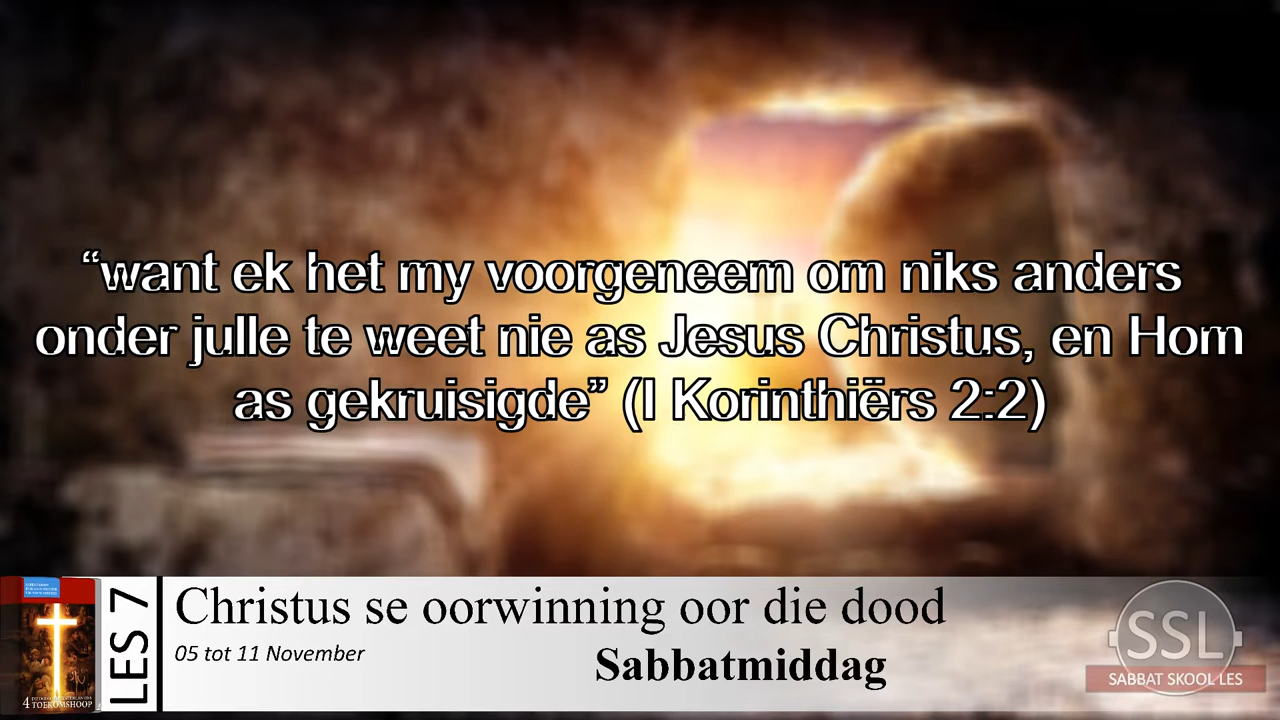 “want ek het my voorgeneem om niks anders
onder julle te weet nie as Jesus Christus, en Hom
as gekruisigde” (I Korinthiërs 2:2)
LES 7
Christus se oorwinning oor die dood
05 tot 11 November
Sabbatmiddag
4
TOEKOMSHOOP
SSL
SABBAT SKOOL LES